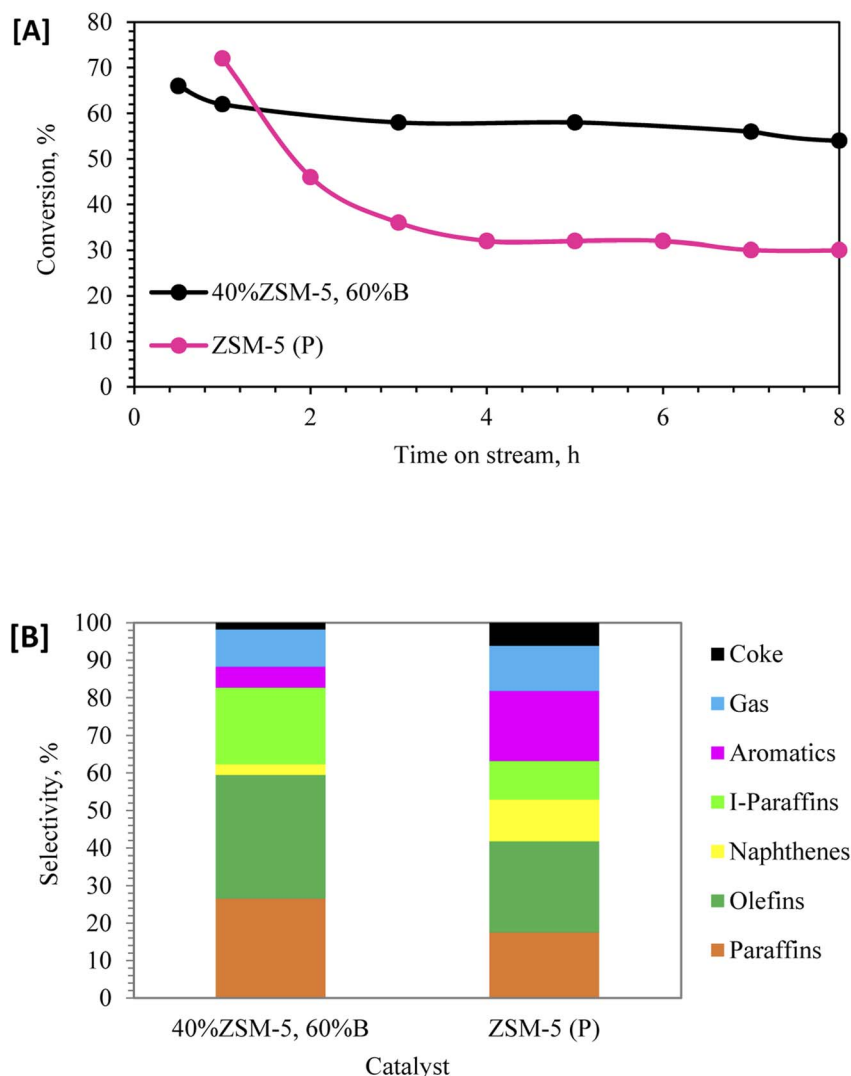 [A]
80
70
60
50
40
30
20
10
0
Conversion, %
40%ZSM-5, 60%B
ZSM-5 (P)
0 2 4 6 8
Time on stream, h
[B]
100
90
80
70
60
50
40
30
20
10
0
Selectivity, %
Coke
Gas
Aromatics
I-Paraffins
Naphthenes
Olefins
Paraffins
40%ZSM-5, 60%B ZSM-5 (P)
Catalyst